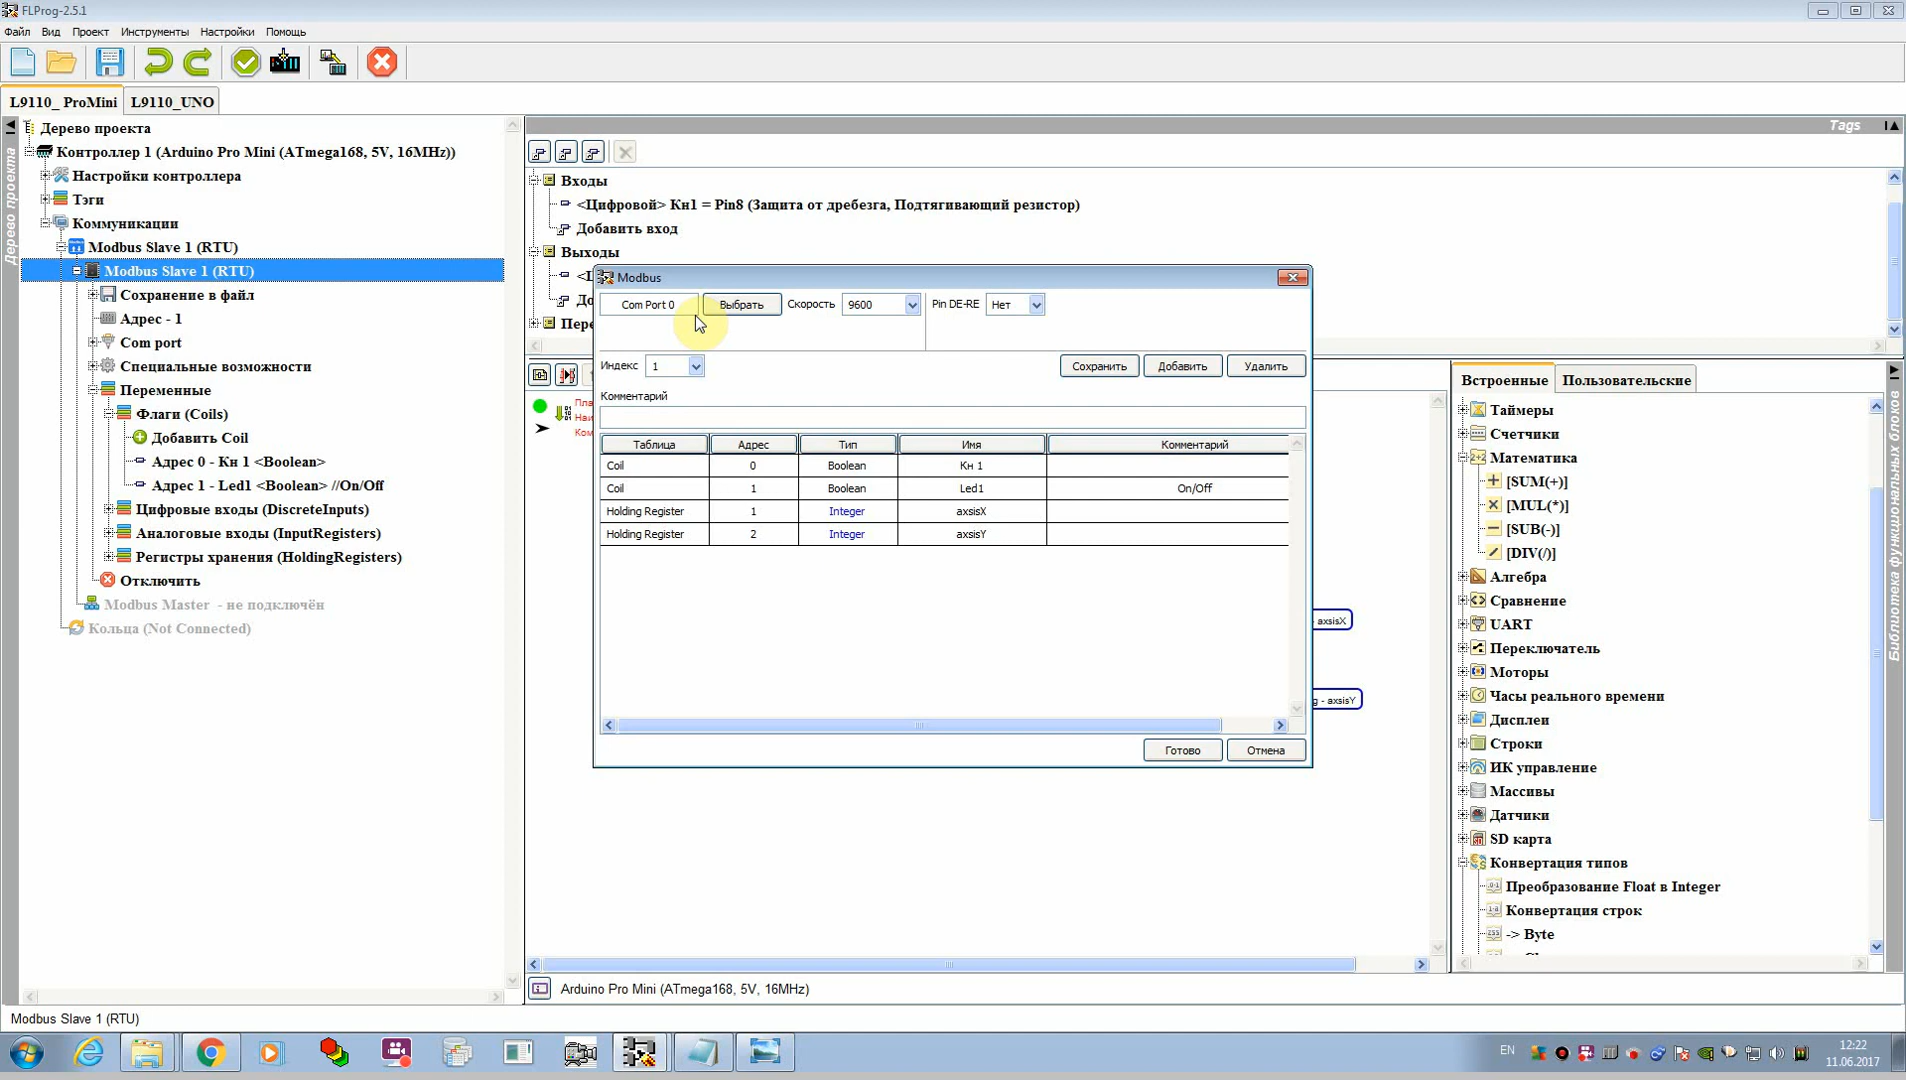 FLProg-2.5.1
Файл Вид Проект Инструменты Настройки Помощь
L9110_ ProMini
L9110_UNO
Дерево проекта
Дерево проекта
Контроллер 1 (Arduino Pro Mini (ATmega168, 5V, 16MHz))
Настройки контроллера
Тэги
Коммуникации
Modbus Slave 1 (RTU)
Modbus Slave 1 (RTU)
Сохранение в файл
Адрес - 1
Com port
Специальные возможности
Переменные
Флаги (Coils)
Добавить Coil
Адрес 0 - Кн 1 <Boolean>
Адрес 1 - Led1 <Boolean> //On/Off
Цифровые входы (DiscreteInputs)
Аналоговые входы (InputRegisters)
Регистры хранения (HoldingRegisters)
Отключить
Modbus Master - не подключён
Кольца (Not Connected)
Tags
Входы
<Цифровой> Кн1 = Pin8 (Защита от дребезга, Подтягивающий резистор)
Добавить вход
Выходы
Modbus
Com Port 0 Выбрать Скорость 9600 Pin DE-RE Нет
Индекс 1 Сохранить Добавить Удалить
Комментарий
Таблица Адрес Тип Имя Комментарий
Coil 0 Boolean Кн 1
Coil 1 Boolean Led1 On/Off
Holding Register 1 Integer axsisX
Holding Register 2 Integer axsisY
Готово Отмена
- axsisX
g - axsisY
Встроенные
Пользовательские
Таймеры
Счетчики
Математика
[SUM(+)]
[MUL(*)]
[SUB(-)]
[DIV(/)]
Алгебра
Сравнение
UART
Переключатель
Моторы
Часы реального времени
Дисплеи
Строки
ИК управление
Массивы
Датчики
SD карта
Конвертация типов
Преобразование Float в Integer
Конвертация строк
-> Byte
Библиотека функциональных блоков
Arduino Pro Mini (ATmega168, 5V, 16MHz)
Modbus Slave 1 (RTU)
EN
12:22
11.06.2017